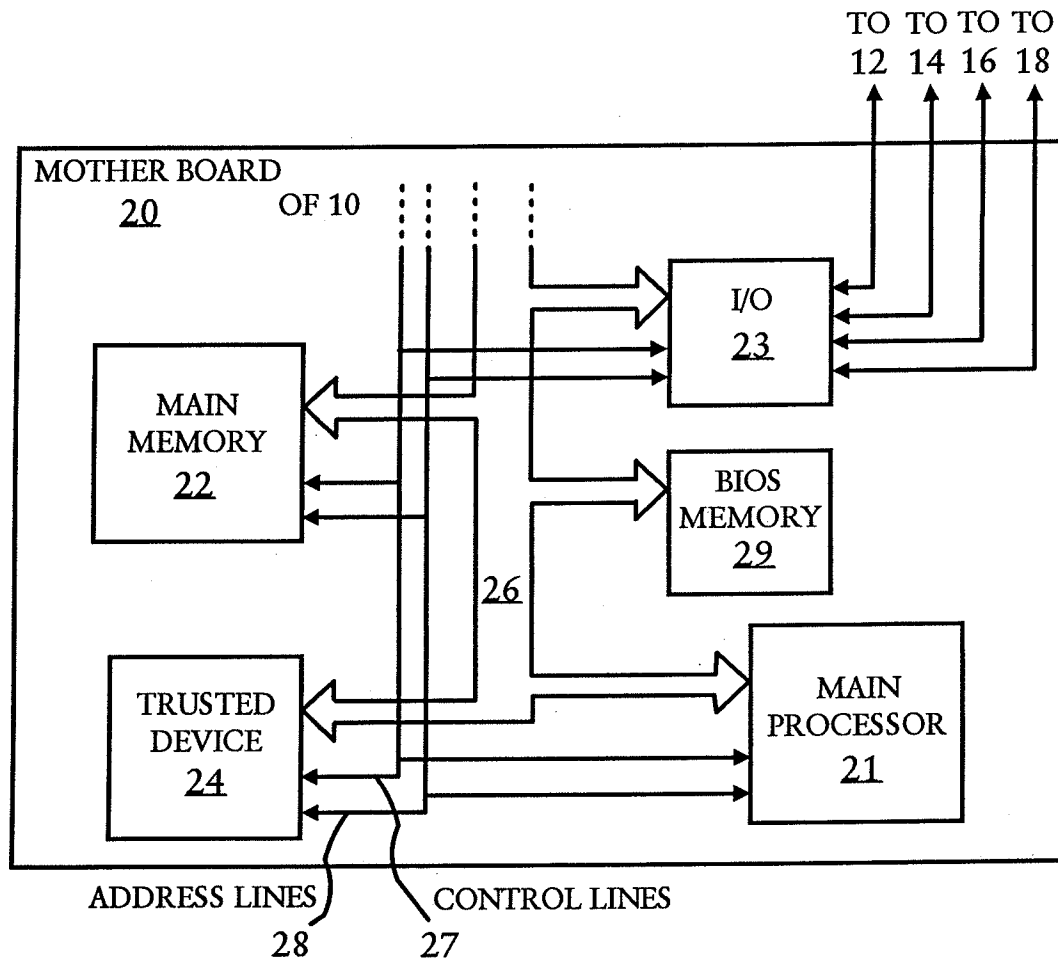 TO TO TO TO
12 14 16 18
MOTHER BOARD
20
OF 10
I/O
23
MAIN
MEMORY
22
BIOS
MEMORY
29
26
TRUSTED
DEVICE
24
MAIN
PROCESSOR
21
ADDRESS LINES
28
CONTROL LINES
27